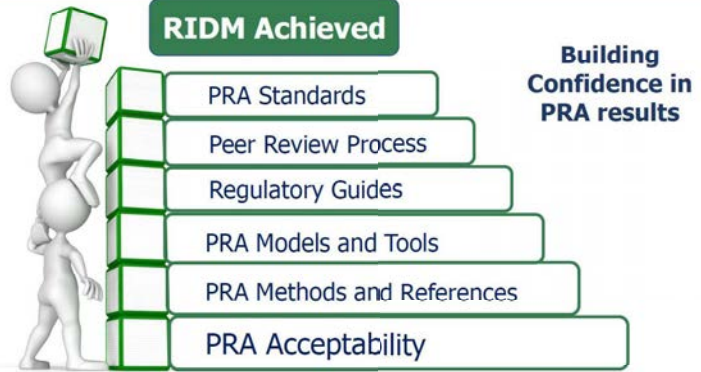 RIDM Achieved
Building
Confidence in
PRA results
PRA Standards
Peer Review Process
Regulatory Guides
PRA Models and Tools
PRA Methods and References
PRA Acceptability